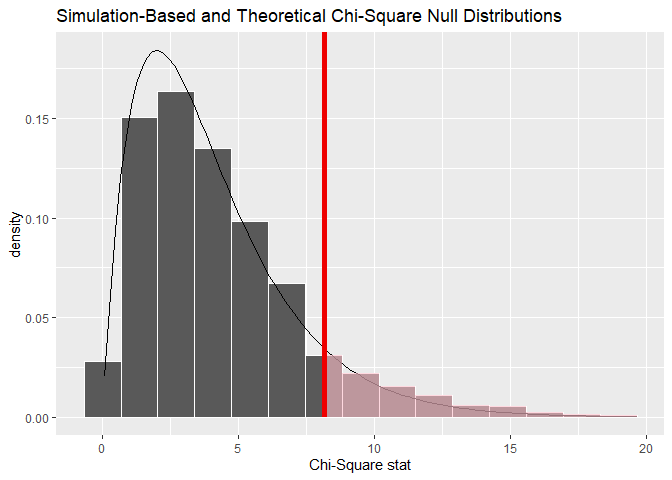 Simulation-Based and Theoretical Chi-Square Null Distributions
density
0.15
0.10
0.05
0.00
0 5 10 15 20
Chi-Square stat